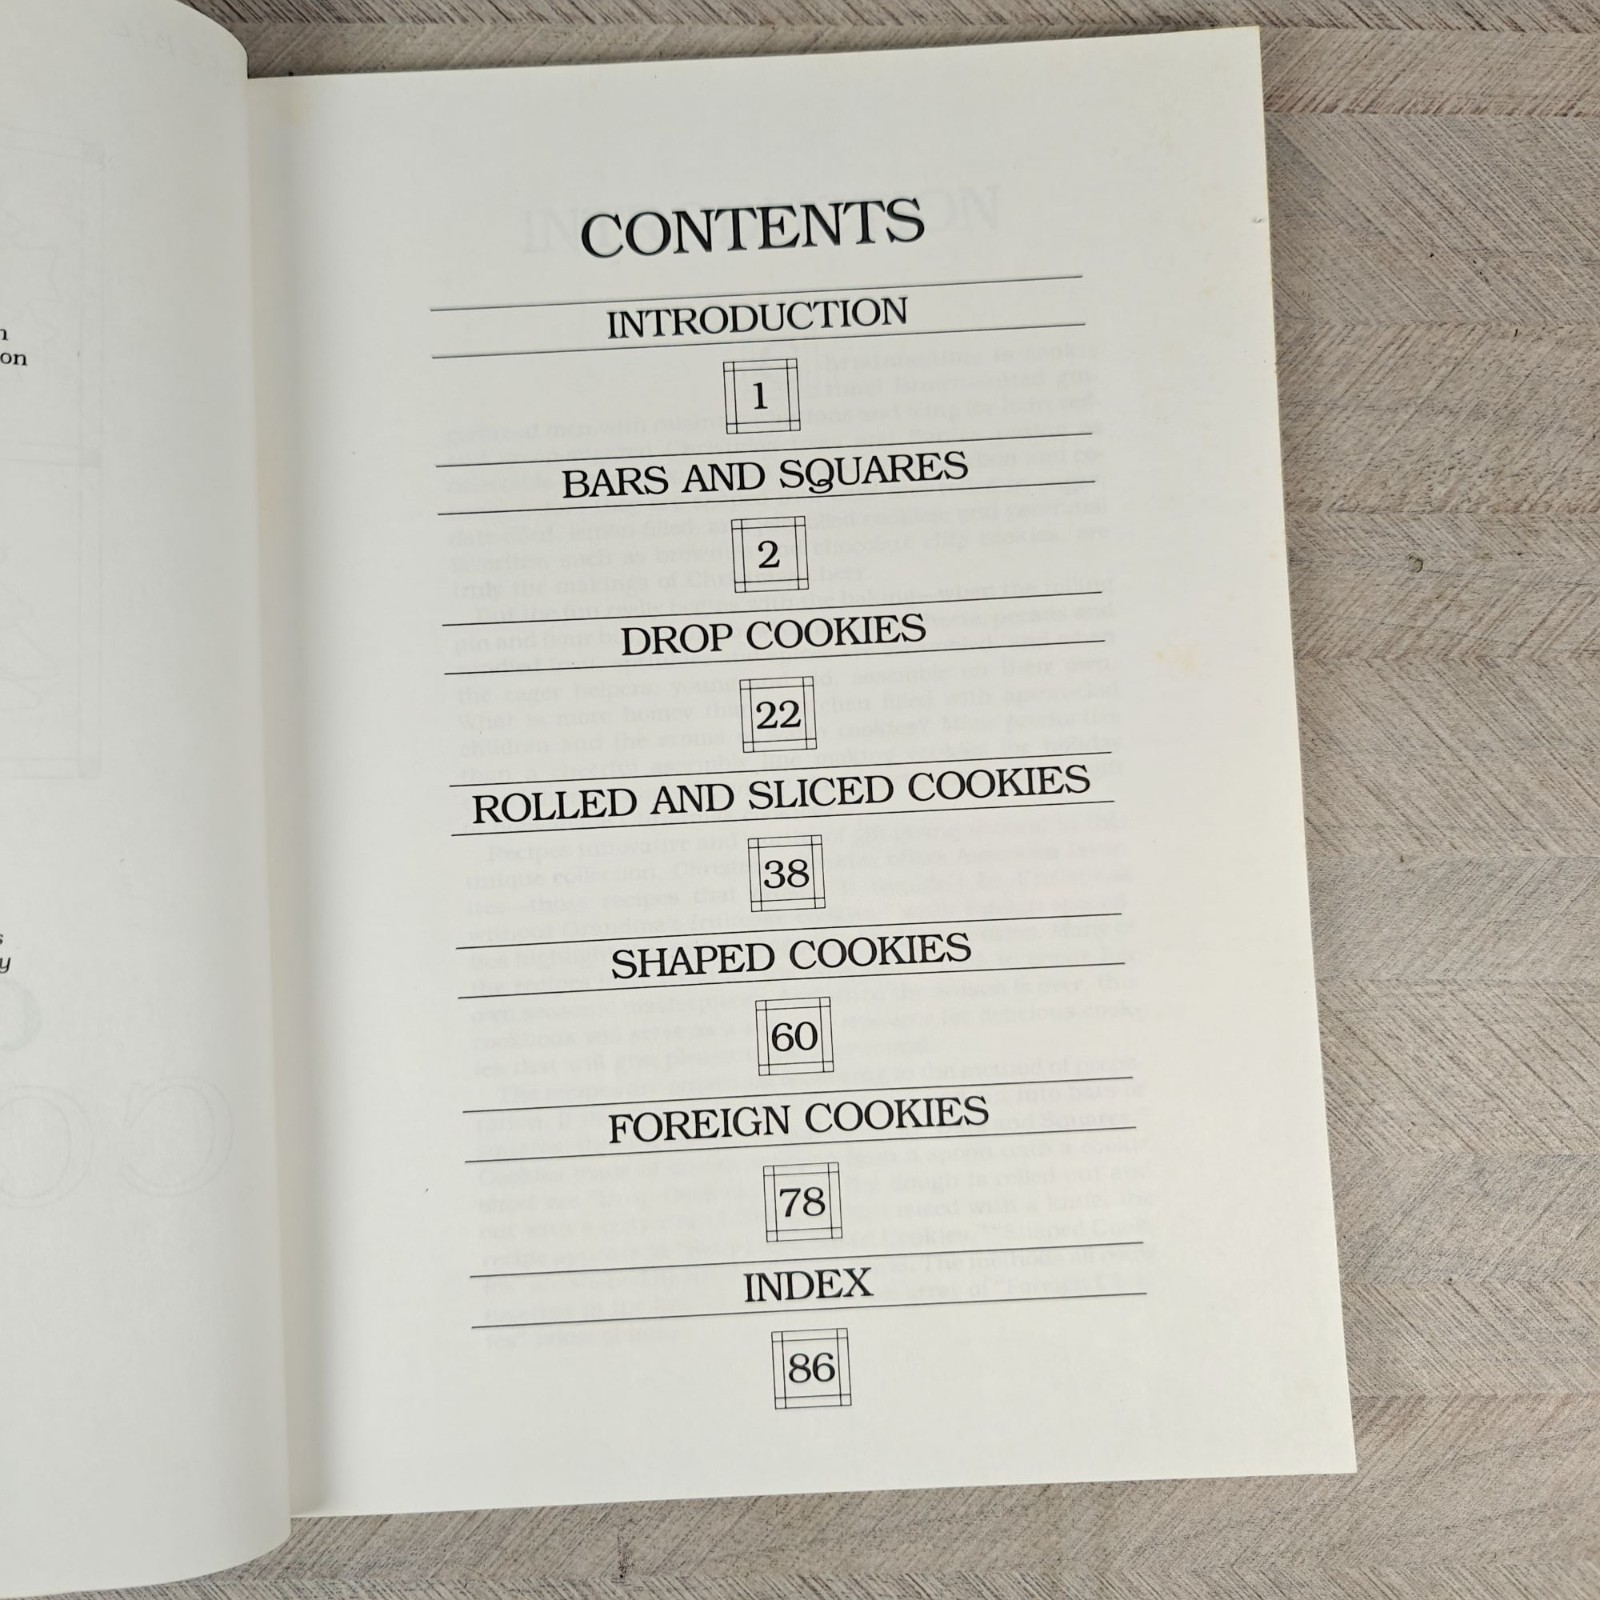 on
y
CONTENTS
INTRODUCTION
1
BARS AND SQUARES
2
DROP COOKIES
22
ROLLED AND SLICED COOKIES
38
SHAPED COOKIES
60
FOREIGN COOKIES
78
INDEX
86